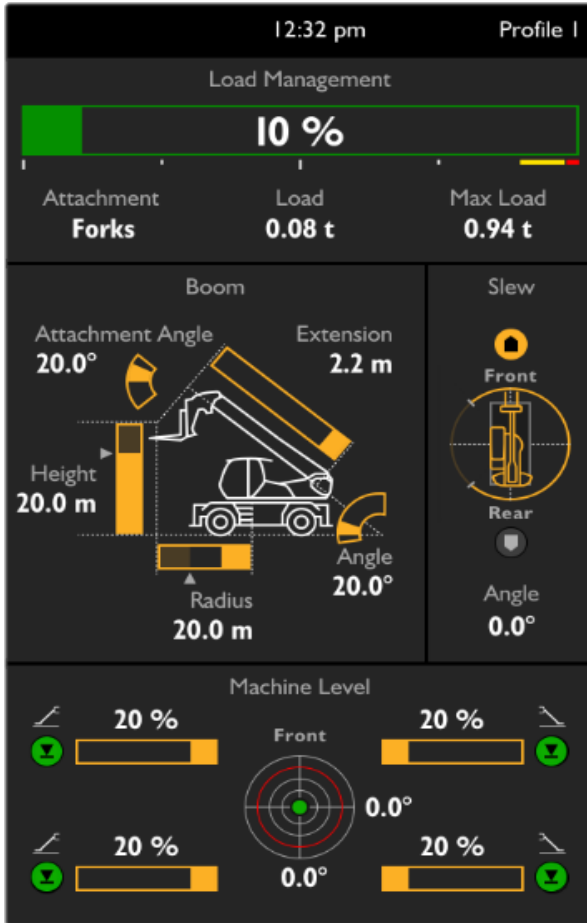 12:32 pm
Profile 1
Load Management
10 %
Attachment
Forks
Load
0.08 t
Max Load
0.94 t
Boom
Attachment Angle
20.0°
Extension
2.2 m
Height
20.0 m
Angle
20.0°
Radius
20.0 m
Slew
Front
Rear
Angle
0.0°
Machine Level
20 %
20 %
Front
0.0°
20 %
20 %
0.0°